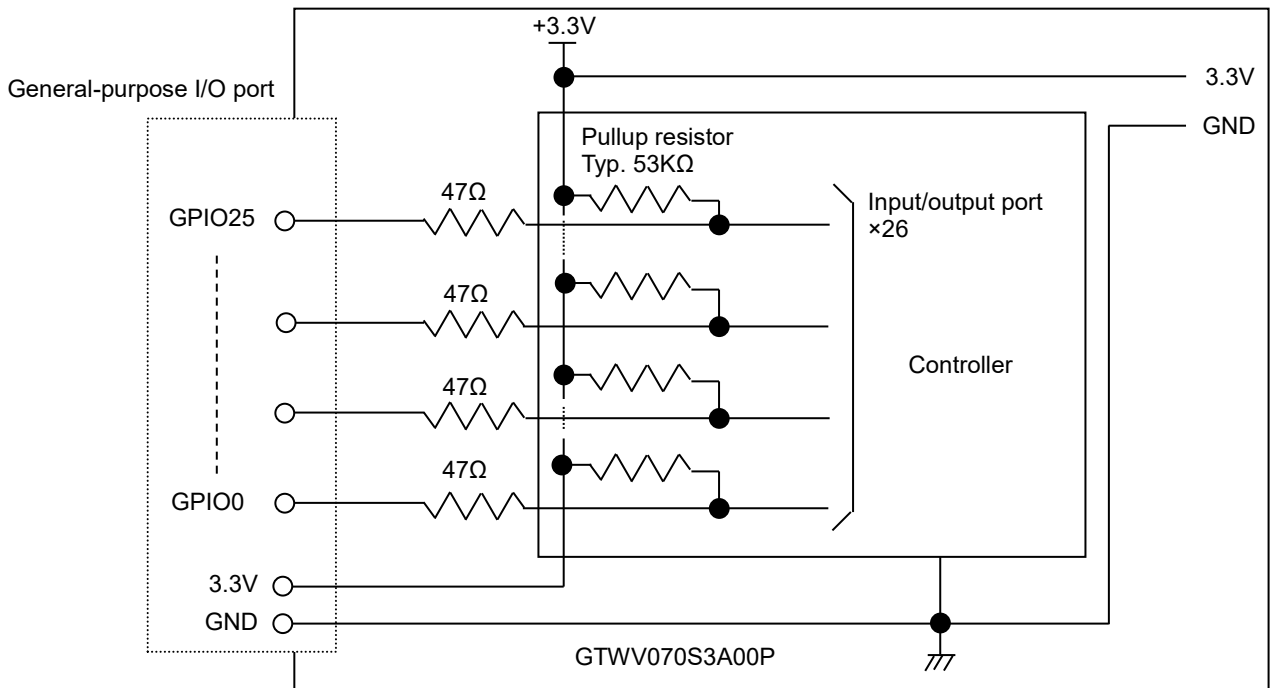 +3.3V
General-purpose I/O port
3.3V
GND
Pullup resistor
Typ. 53KΩ
47Ω
GPIO25
Input/output port
×26
47Ω
Controller
47Ω
47Ω
GPIO0
3.3V
GND
GTWV070S3A00P